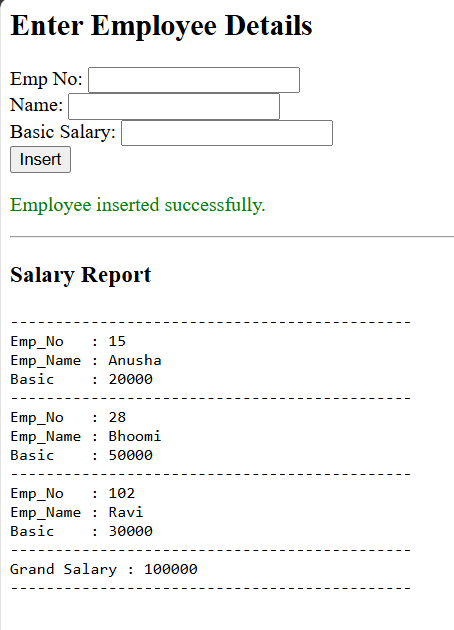 Enter Employee Details
Emp No:
Name:
Basic Salary:
Insert
Employee inserted successfully.
Salary Report
---------------------------------------------
Emp_No   : 15
Emp_Name : Anusha
Basic    : 20000
---------------------------------------------
Emp_No   : 28
Emp_Name : Bhoomi
Basic    : 50000
---------------------------------------------
Emp_No   : 102
Emp_Name : Ravi
Basic    : 30000
---------------------------------------------
Grand Salary : 100000
---------------------------------------------